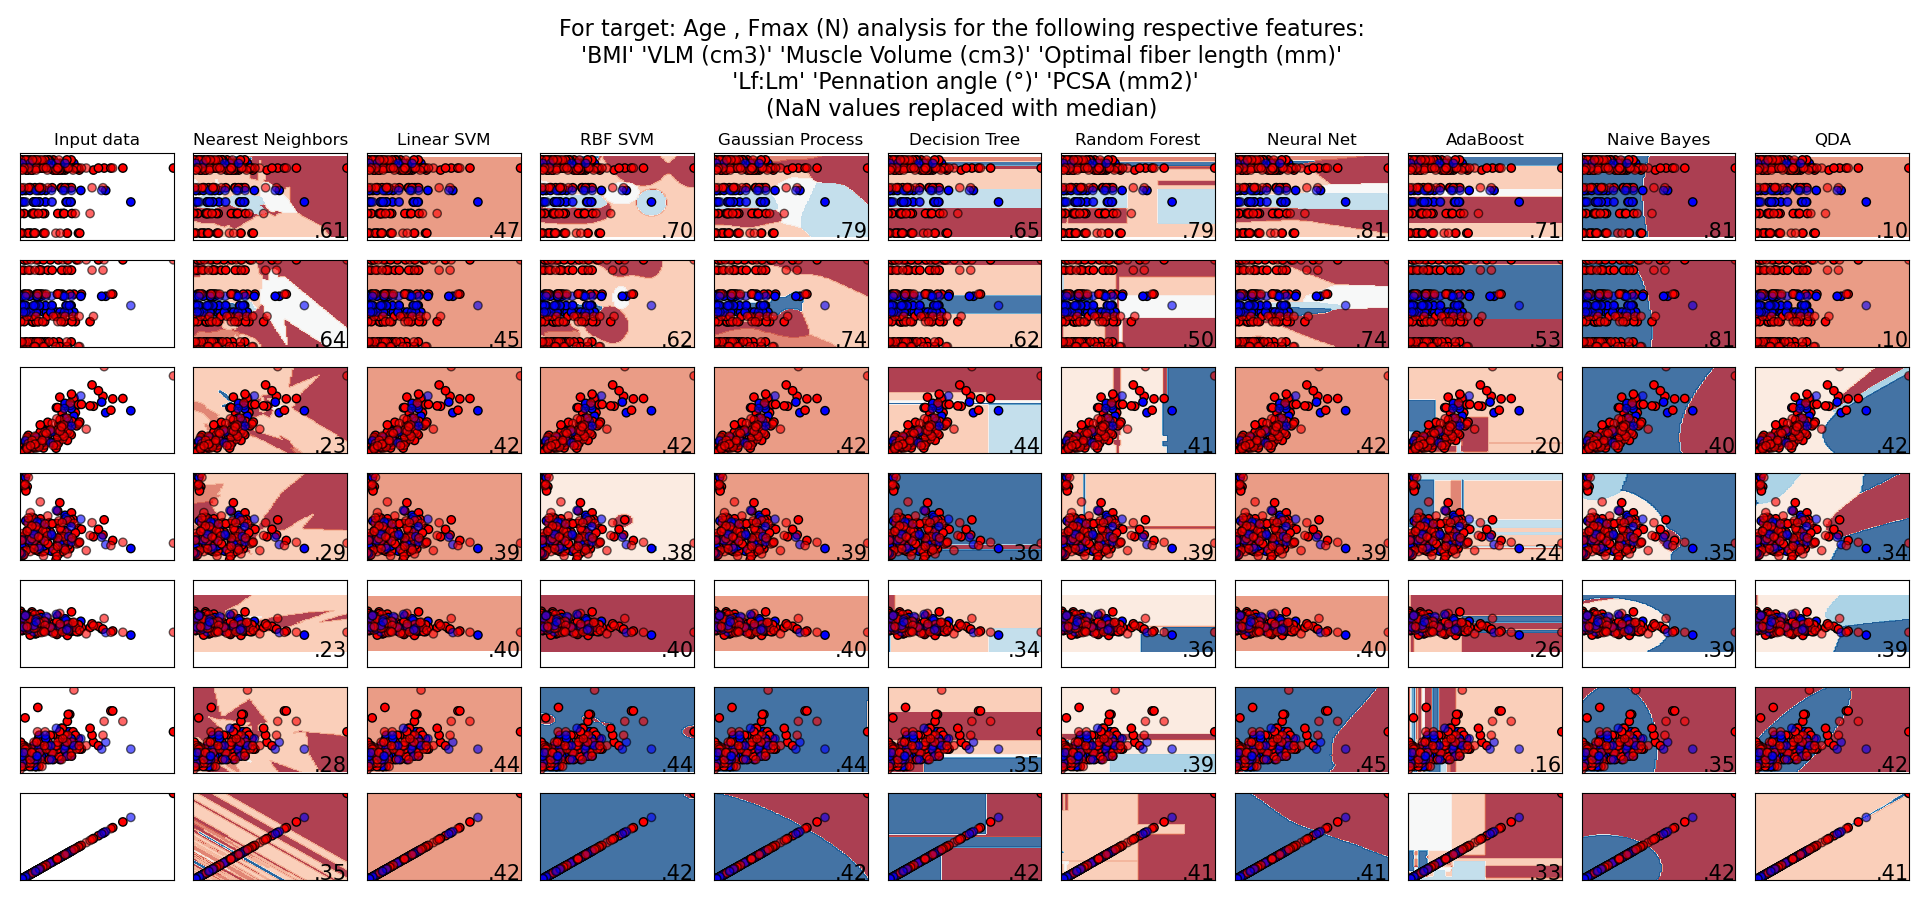 For target: Age , Fmax (N) analysis for the following respective features:
'BMI' 'VLM (cm3)' 'Muscle Volume (cm3)' 'Optimal fiber length (mm)'
'Lf:Lm' 'Pennation angle (°)' 'PCSA (mm2)'
(NaN values replaced with median)
Input data Nearest Neighbors Linear SVM RBF SVM Gaussian Process Decision Tree Random Forest Neural Net AdaBoost Naive Bayes QDA
.61 .47 .70 .79 .65 .79 .81 .71 .81 .10
.64 .45 .62 .74 .62 .50 .74 .53 .81 .10
.23 .42 .42 .42 .44 .41 .42 .20 .40 .42
.29 .39 .38 .39 .36 .39 .39 .24 .35 .34
.23 .40 .40 .40 .34 .36 .40 .26 .39 .39
.28 .44 .44 .44 .35 .39 .45 .16 .35 .42
.35 .42 .42 .42 .42 .41 .41 .33 .42 .41